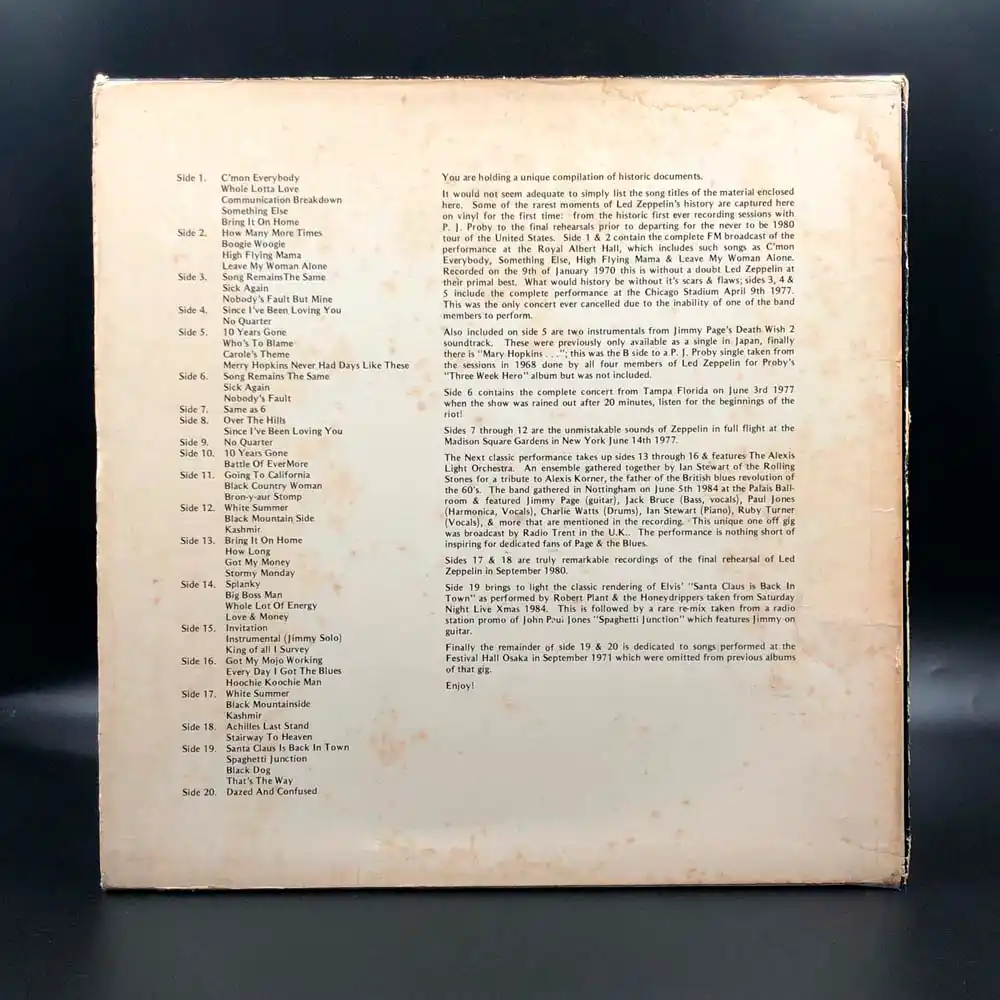 Side 1. C'mon Everybody
Whole Lotta Love
Communication Breakdown
Something Else
Bring It On Home
Side 2. How Many More Times
Boogie Woogie
High Flying Mama
Leave My Woman Alone
Side 3. Song RemainsThe Same
Sick Again
Nobody's Fault But Mine
Side 4. Since I've Been Loving You
No Quarter
Side 5. 10 Years Gone
Who's To Blame
Carole's Theme
Merry Hopkins Never Had Days Like These
Side 6. Song Remains The Same
Sick Again
Nobody's Fault
Side 7. Same as 6
Side 8. Over The Hills
Since I've Been Loving You
Side 9. No Quarter
Side 10. 10 Years Gone
Battle Of EverMore
Side 11. Going To California
Black Country Woman
Bron-y-aur Stomp
Side 12. White Summer
Black Mountain Side
Kashmir
Side 13. Bring It On Home
How Long
Got My Money
Stormy Monday
Side 14. Splanky
Big Boss Man
Whole Lot Of Energy
Love & Money
Side 15. Invitation
Instrumental (Jimmy Solo)
King of all I Survey
Side 16. Got My Mojo Working
Every Day I Got The Blues
Hoochie Koochie Man
Side 17. White Summer
Black Mountainside
Kashmir
Side 18. Achilles Last Stand
Stairway To Heaven
Side 19. Santa Claus Is Back In Town
Spaghetti Junction
Black Dog
That's The Way
Side 20. Dazed And Confused
You are holding a unique compilation of historic documents.
It would not seem adequate to simply list the song titles of the material enclosed
here. Some of the rarest moments of Led Zeppelin's history are captured here
on vinyl for the first time: from the historic first ever recording sessions with
P. J. Proby to the final rehearsals prior to departing for the never to be 1980
tour of the United States. Side 1 & 2 contain the complete FM broadcast of the
performance at the Royal Albert Hall, which includes such songs as C'mon
Everybody, Something Else, High Flying Mama & Leave My Woman Alone.
Recorded on the 9th of January 1970 this is without a doubt Led Zeppelin at
their primal best. What would history be without it's scars & flaws; sides 3, 4 &
5 include the complete performance at the Chicago Stadium April 9th 1977.
This was the only concert ever cancelled due to the inability of one of the band
members to perform.
Also included on side 5 are two instrumentals from Jimmy Page's Death Wish 2
soundtrack. These were previously only available as a single in Japan, finally
there is "Mary Hopkins . . ."; this was the B side to a P. J. Proby single taken from
the sessions in 1968 done by all four members of Led Zeppelin for Proby's
"Three Week Hero" album but was not included.
Side 6 contains the complete concert from Tampa Florida on June 3rd 1977
when the show was rained out after 20 minutes, listen for the beginnings of the
riot!
Sides 7 through 12 are the unmistakable sounds of Zeppelin in full flight at the
Madison Square Gardens in New York June 14th 1977.
The Next classic performance takes up sides 13 through 16 & features The Alexis
Light Orchestra. An ensemble gathered together by Ian Stewart of the Rolling
Stones for a tribute to Alexis Korner, the father of the British blues revolution of
the 60's. The band gathered in Nottingham on June 5th 1984 at the Palais Ball-
room & featured Jimmy Page (guitar), Jack Bruce (Bass, vocals), Paul Jones
(Harmonica, Vocals), Charlie Watts (Drums), Ian Stewart (Piano), Ruby Turner
(Vocals), & more that are mentioned in the recording. This unique one off gig
was broadcast by Radio Trent in the U.K.. The performance is nothing short of
inspiring for dedicated fans of Page & the Blues.
Sides 17 & 18 are truly remarkable recordings of the final rehearsal of Led
Zeppelin in September 1980.
Side 19 brings to light the classic rendering of Elvis' "Santa Claus is Back In
Town" as performed by Robert Plant & the Honeydrippers taken from Saturday
Night Live Xmas 1984. This is followed by a rare re-mix taken from a radio
station promo of John Paul Jones "Spaghetti Junction" which features Jimmy on
guitar.
Finally the remainder of side 19 & 20 is dedicated to songs performed at the
Festival Hall Osaka in September 1971 which were omitted from previous albums
of that gig.
Enjoy!